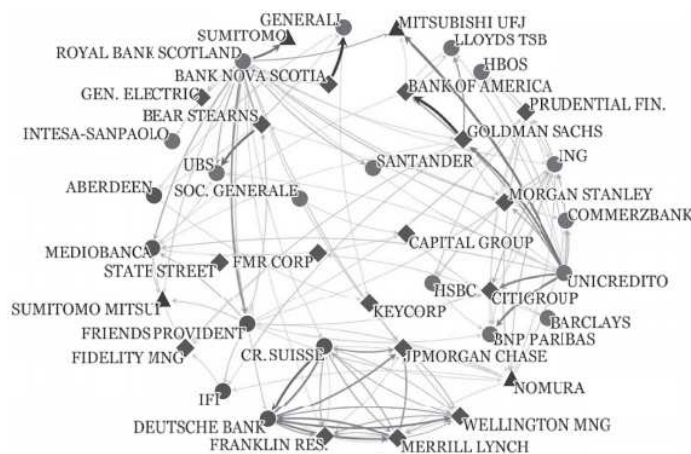 GENERALI
SUMITOMO
MITSUBISHI UFJ
ROYAL BANK SCOTLAND
LLOYDS TSB
HBOS
BANK NOVA SCOTIA
BANK OF AMERICA
GEN. ELECTRIC
PRUDENTIAL FIN.
BEAR STEARNS
GOLDMAN SACHS
INTESA-SANPAOLO
ING
UBS
SANTANDER
ABERDEEN
SOC. GENERALE
MORGAN STANLEY
COMMERZBANK
MEDIOBANCA
CAPITAL GROUP
STATE STREET
FMR CORP
UNICREDITO
HSBC
CITIGROUP
SUMITOMO MITSUI
KEYCORP
BARCLAYS
FRIENDS PROVIDENT
BNP PARIBAS
FIDELITY MNG
CR. SUISSE
JPMORGAN CHASE
NOMURA
IFI
DEUTSCHE BANK
WELLINGTON MNG
FRANKLIN RES.
MERRILL LYNCH